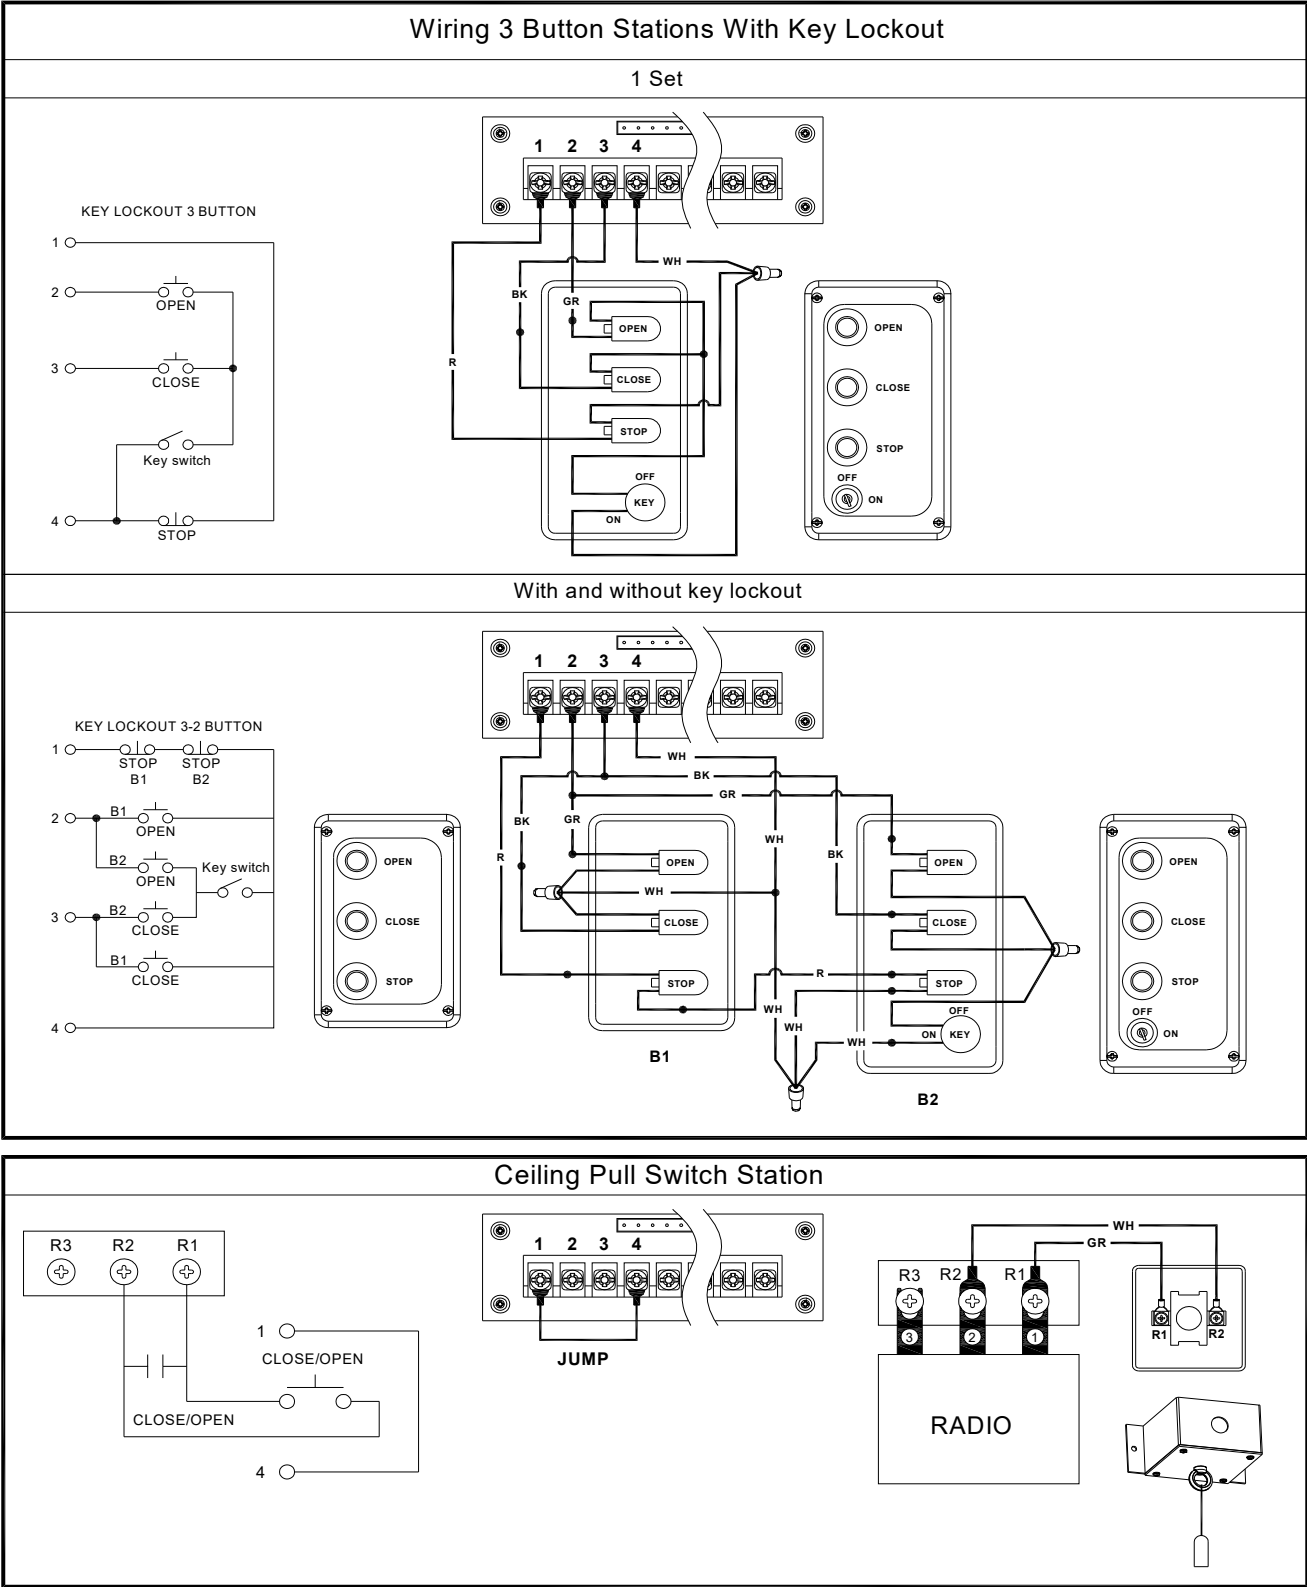 Wiring 3 Button Stations With Key Lockout
1 Set
1 2 3 4
KEY LOCKOUT 3 BUTTON
1
2
OPEN
3
CLOSE
Key switch
4
STOP
WH
BK
GR
R
OPEN
CLOSE
STOP
OFF
KEY
ON
OPEN
CLOSE
STOP
OFF
ON
With and without key lockout
1 2 3 4
KEY LOCKOUT 3-2 BUTTON
1
STOP STOP
B1 B2
2
B1
OPEN
B2
OPEN
Key switch
3
B2
CLOSE
B1
CLOSE
4
OPEN
CLOSE
STOP
WH
BK
GR
BK
GR
WH
R
BK
OPEN
WH
CLOSE
STOP
R
WH
WH
WH
B1
OPEN
CLOSE
STOP
OFF
ON
KEY
B2
OPEN
CLOSE
STOP
OFF
ON
Ceiling Pull Switch Station
R3 R2 R1
1
CLOSE/OPEN
CLOSE/OPEN
4
1 2 3 4
JUMP
WH
GR
R3 R2 R1
3 2 1
RADIO
R1 R2